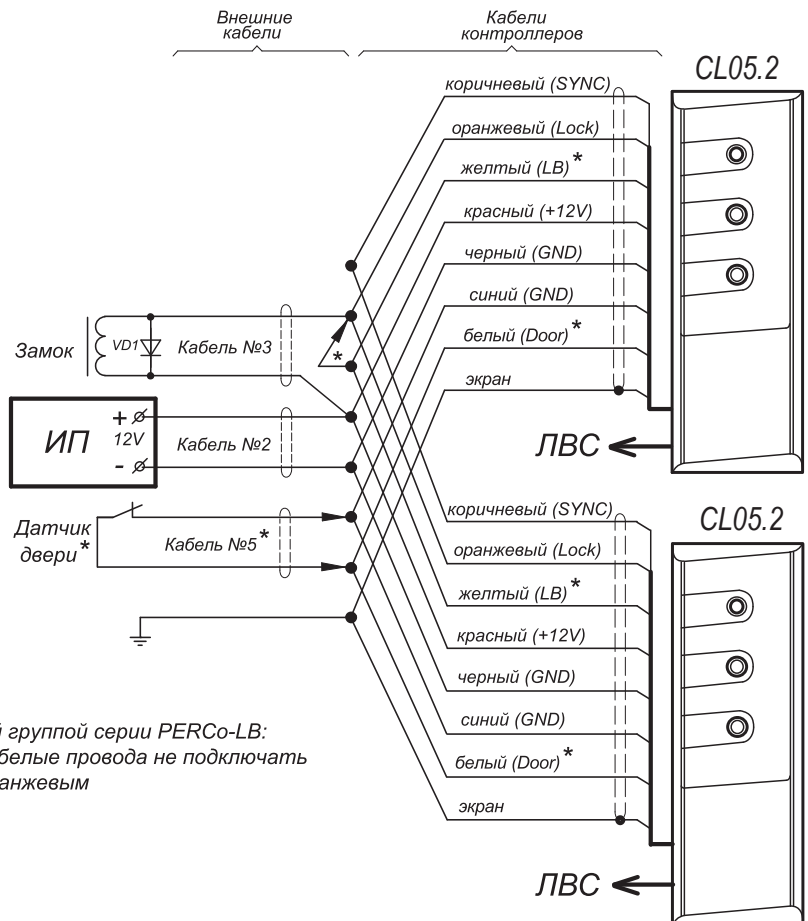 Внешние
кабели
Кабели
контроллеров
CL05.2
коричневый (SYNC)
оранжевый (Lock)
желтый (LB)*
красный (+12V)
черный (GND)
синий (GND)
белый (Door)*
экран
ЛВС
Замок
VD1
Кабель №3
*
ИП
+
12V
-
Кабель №2
Датчик
двери*
Кабель №5*
CL05.2
коричневый (SYNC)
оранжевый (Lock)
желтый (LB)*
красный (+12V)
черный (GND)
синий (GND)
белый (Door)*
экран
ЛВС
й группой серии PERCo-LB:
белые провода не подключать
анжевым